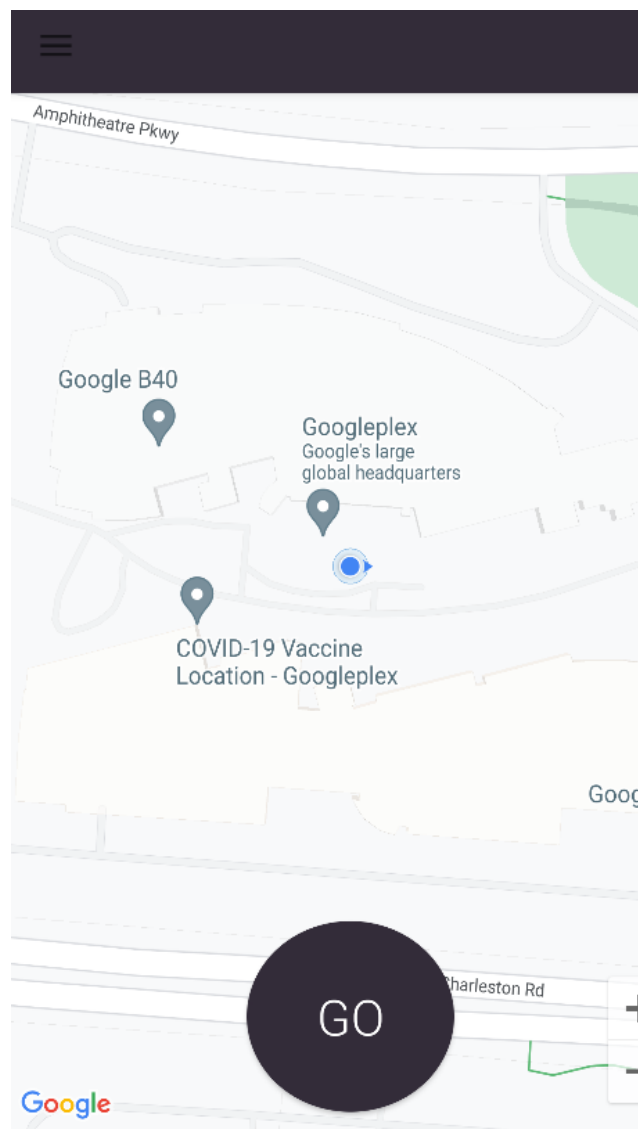 Amphitheatre Pkwy
Google B40
Googleplex
Google's large
global headquarters
COVID-19 Vaccine
Location - Googleplex
Goog
Charleston Rd
GO
+
-
Google